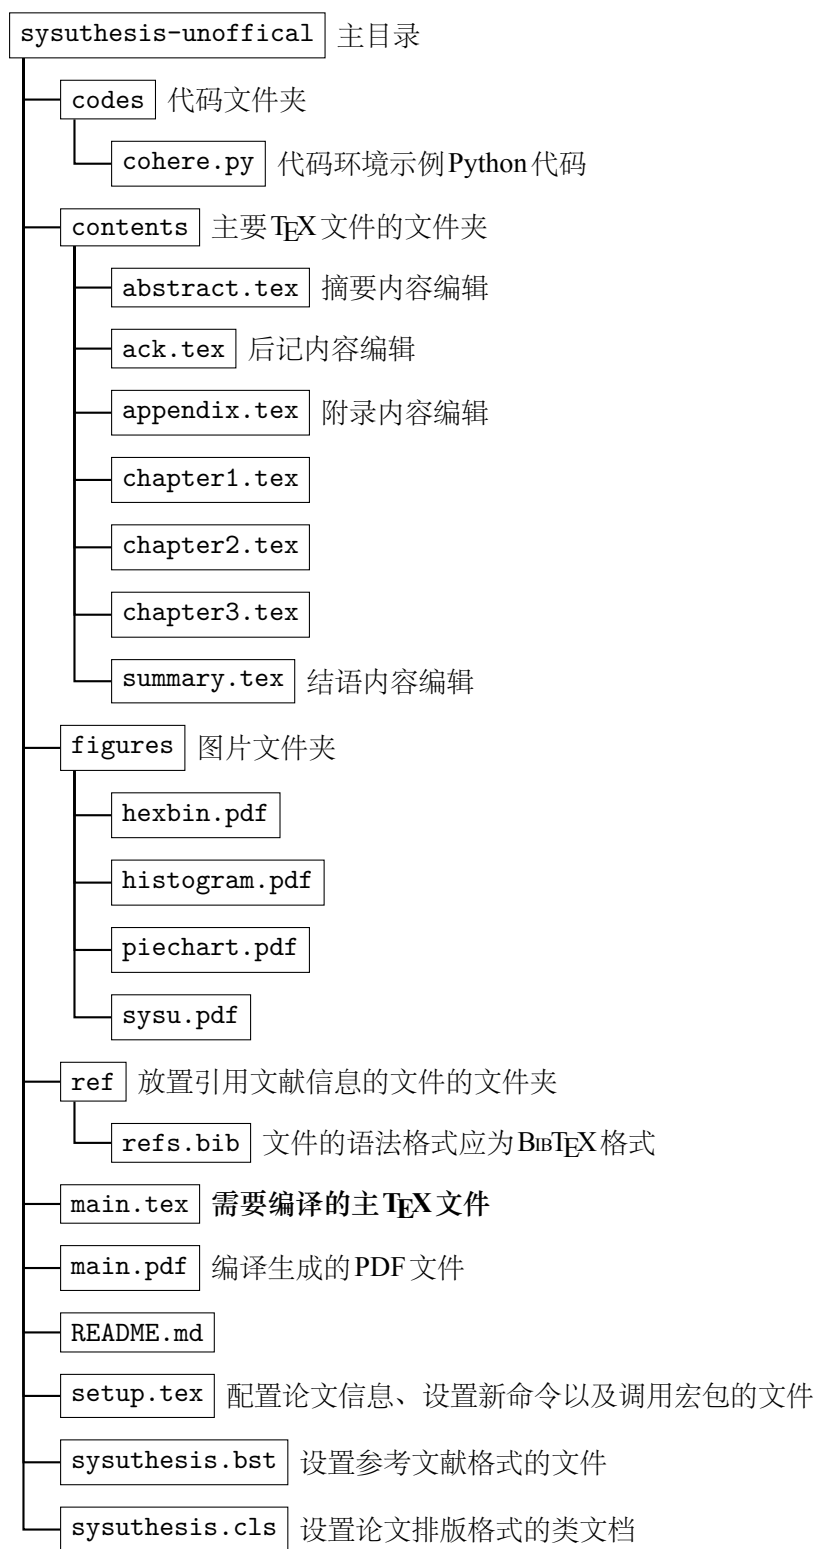 sysuthesis-unoffical 主目录
codes 代码文件夹
cohere.py 代码环境示例Python代码
contents 主要TEX文件的文件夹
abstract.tex 摘要内容编辑
ack.tex 后记内容编辑
appendix.tex 附录内容编辑
chapter1.tex
chapter2.tex
chapter3.tex
summary.tex 结语内容编辑
figures 图片文件夹
hexbin.pdf
histogram.pdf
piechart.pdf
sysu.pdf
ref 放置引用文献信息的文件的文件夹
refs.bib 文件的语法格式应为BIBTEX格式
main.tex 需要编译的主TEX文件
main.pdf 编译生成的PDF文件
README.md
setup.tex 配置论文信息、设置新命令以及调用宏包的文件
sysuthesis.bst 设置参考文献格式的文件
sysuthesis.cls 设置论文排版格式的类文档